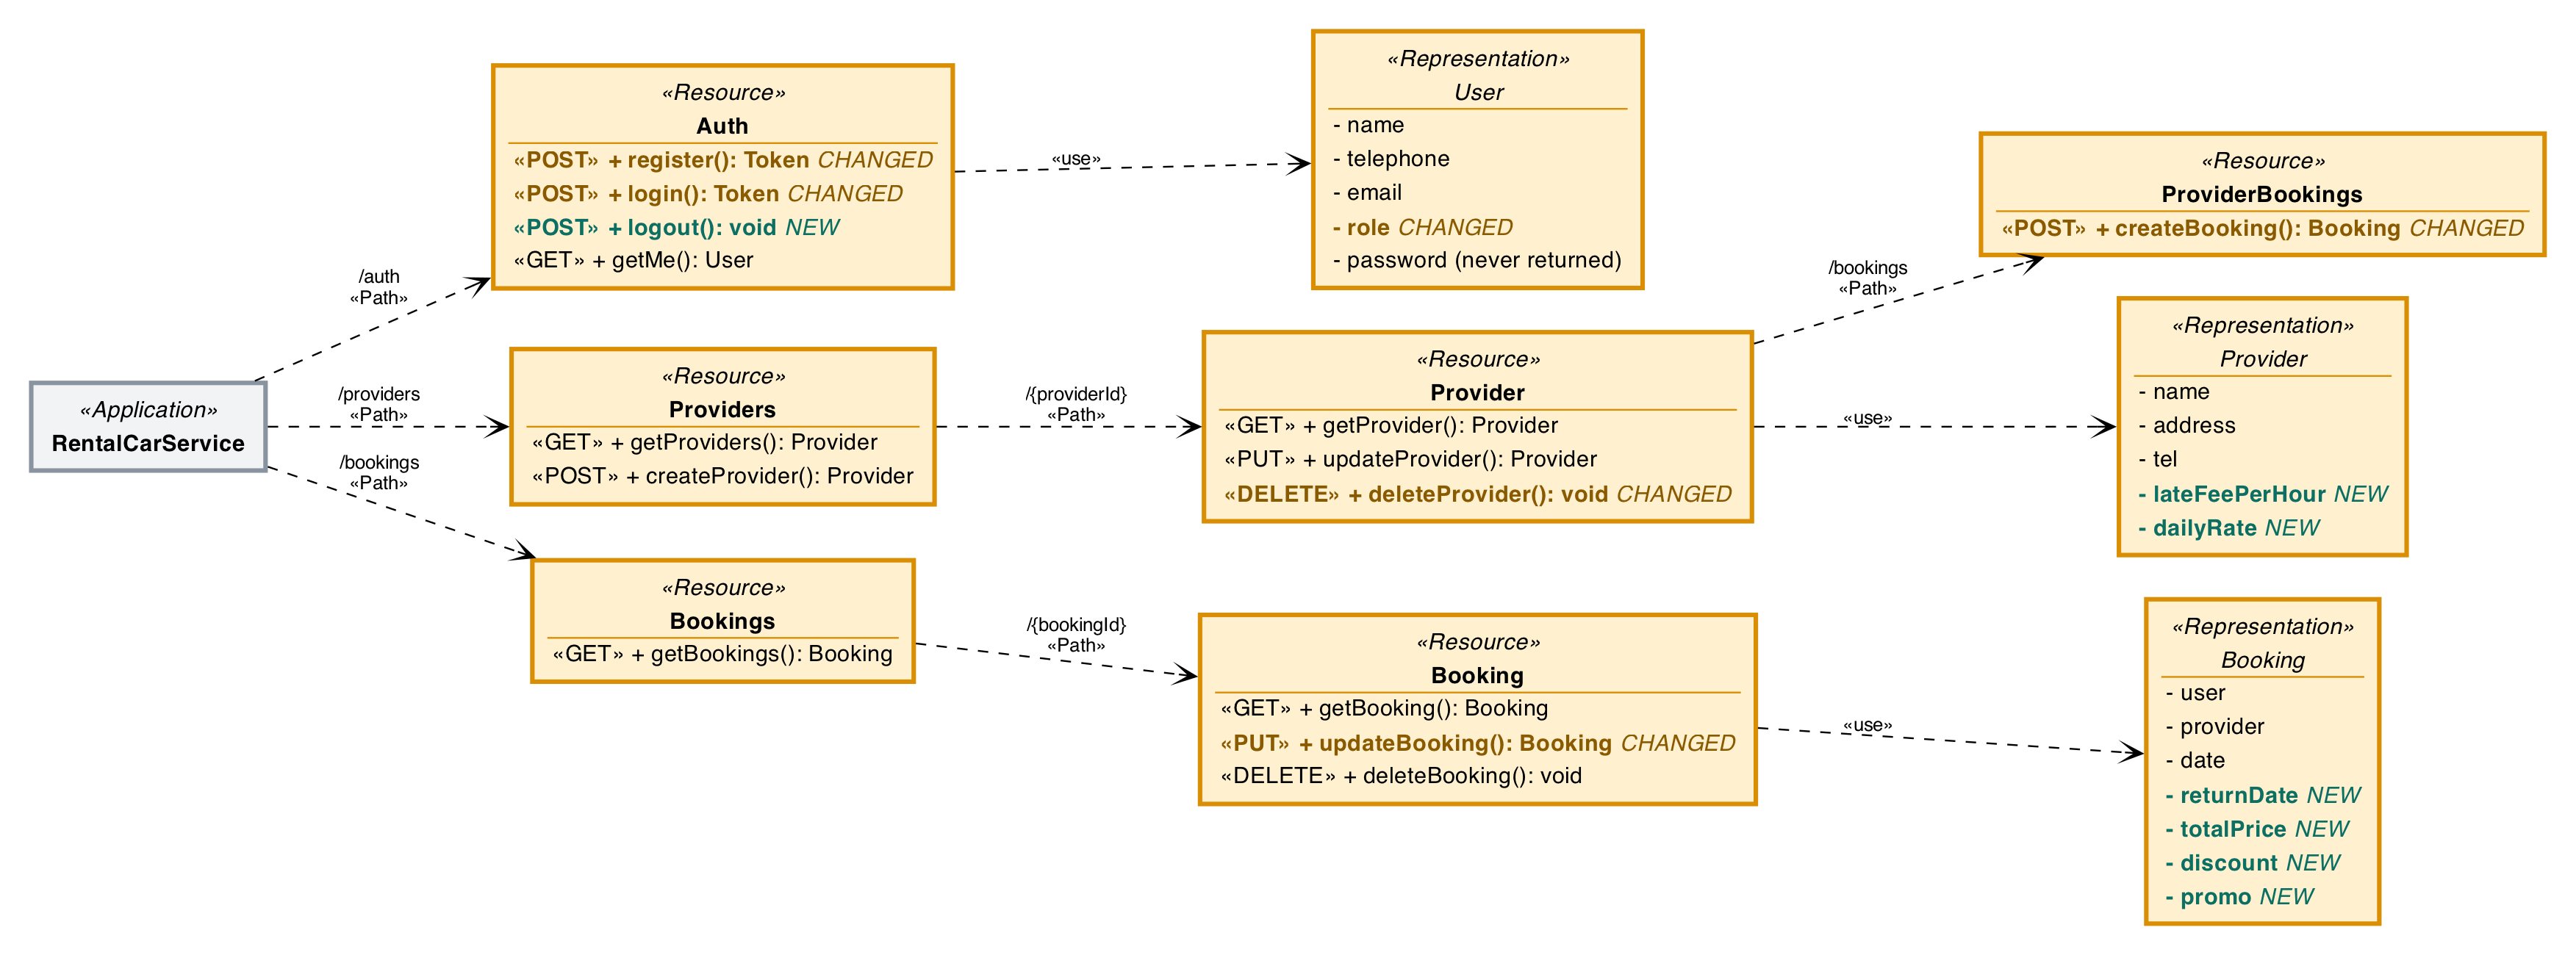 «Application»
RentalCarService
/auth
«Path»
/providers
«Path»
/bookings
«Path»
«Resource»
Auth
«POST» + register(): Token CHANGED
«POST» + login(): Token CHANGED
«POST» + logout(): void NEW
«GET» + getMe(): User
«use»
«Representation»
User
- name
- telephone
- email
- role CHANGED
- password (never returned)
«Resource»
Providers
«GET» + getProviders(): Provider
«POST» + createProvider(): Provider
/{providerId}
«Path»
«Resource»
Provider
«GET» + getProvider(): Provider
«PUT» + updateProvider(): Provider
«DELETE» + deleteProvider(): void CHANGED
/bookings
«Path»
«Resource»
ProviderBookings
«POST» + createBooking(): Booking CHANGED
«use»
«Representation»
Provider
- name
- address
- tel
- lateFeePerHour NEW
- dailyRate NEW
«Resource»
Bookings
«GET» + getBookings(): Booking
/{bookingId}
«Path»
«Resource»
Booking
«GET» + getBooking(): Booking
«PUT» + updateBooking(): Booking CHANGED
«DELETE» + deleteBooking(): void
«use»
«Representation»
Booking
- user
- provider
- date
- returnDate NEW
- totalPrice NEW
- discount NEW
- promo NEW